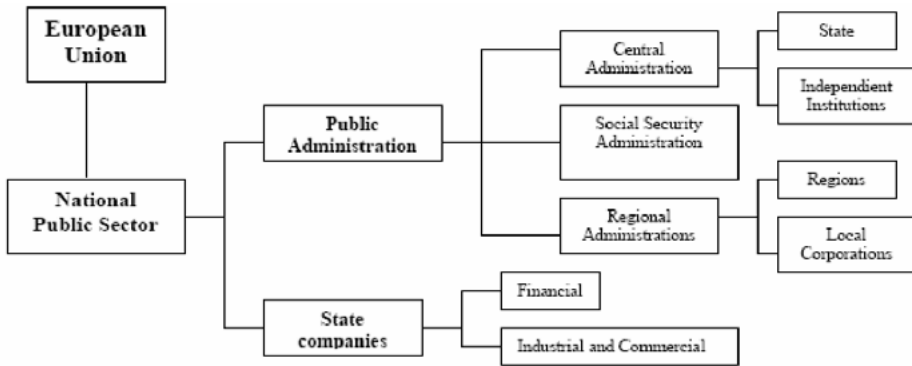 European
Union
National
Public Sector
Public
Administration
State
companies
Central
Administration
Social Security
Administration
Regional
Administrations
Financial
Industrial and Commercial
State
Independent
Institutions
Regions
Local
Corporations